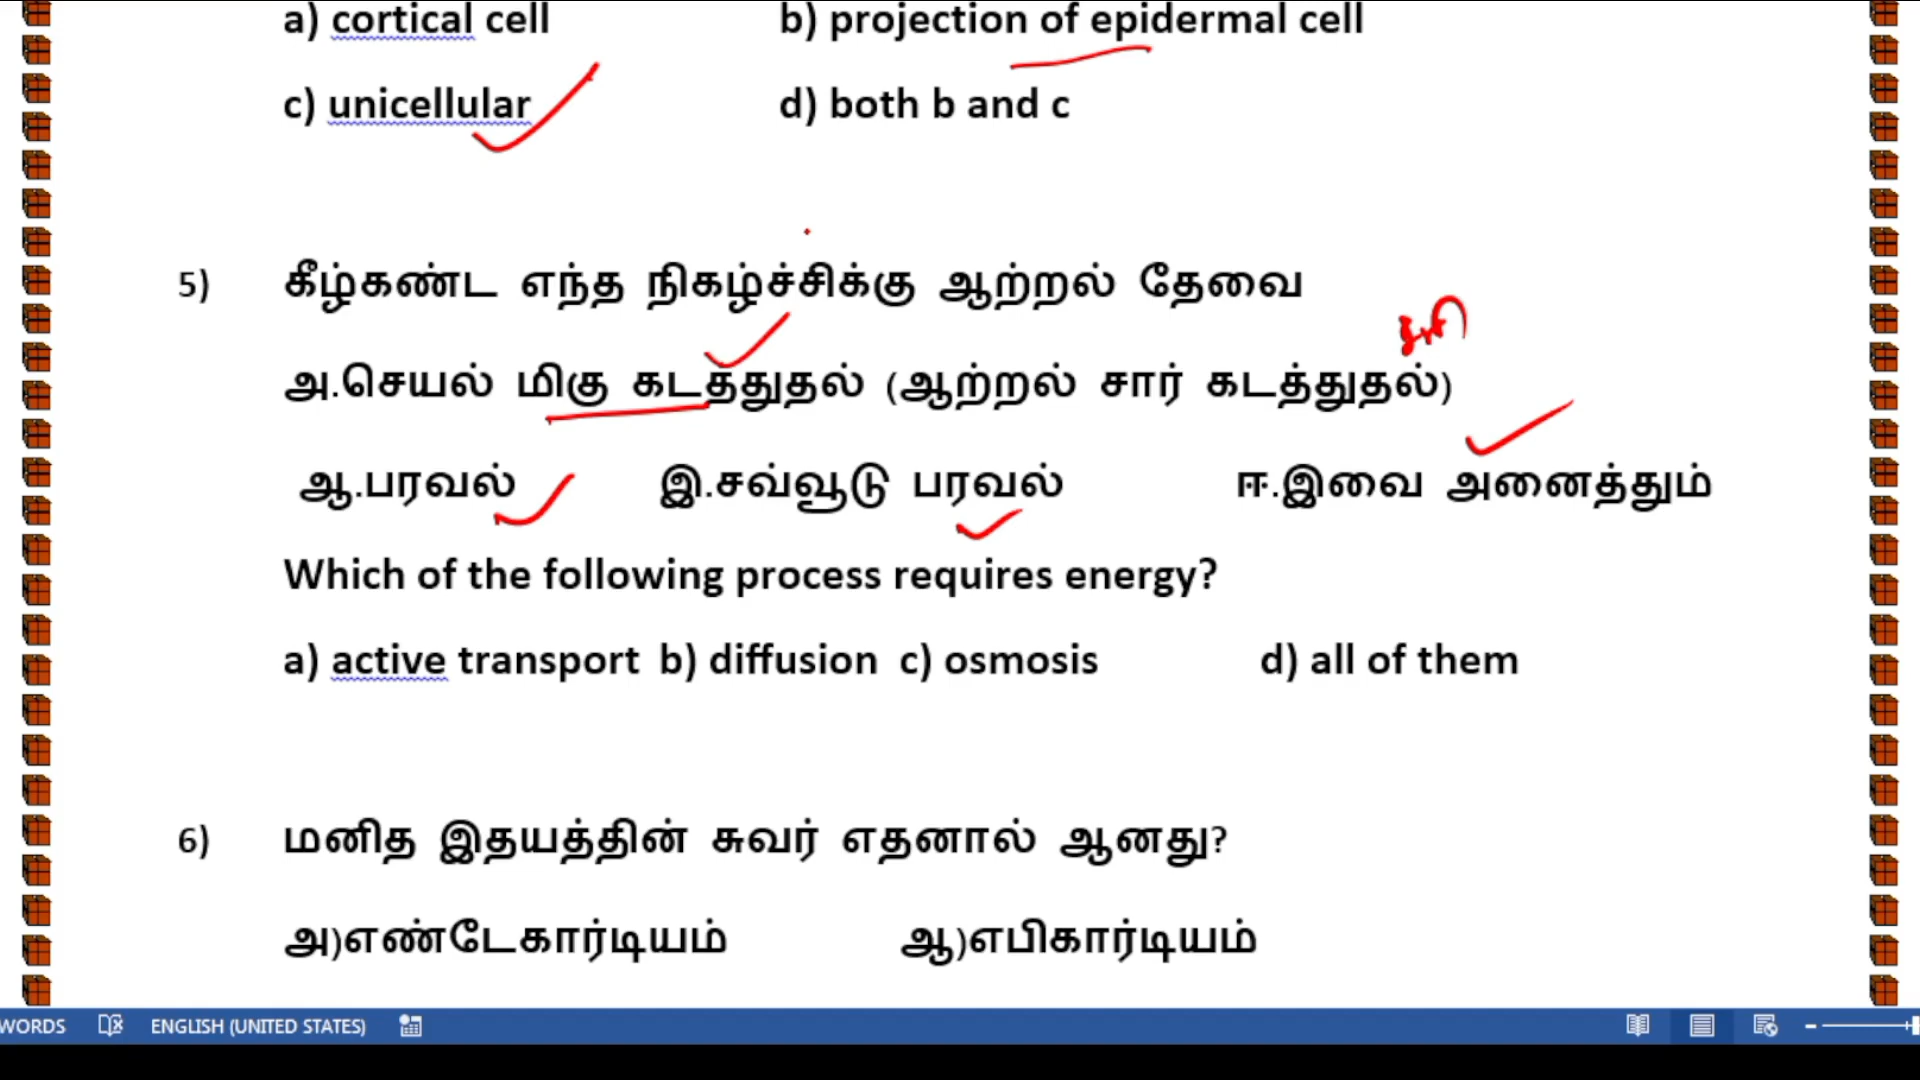 a) cortical cell b) projection of epidermal cell
c) unicellular d) both b and c
5) கீழ்கண்ட எந்த நிகழ்ச்சிக்கு ஆற்றல் தேவை
சரி
அ.செயல் மிகு கடத்துதல் (ஆற்றல் சார் கடத்துதல்)
ஆ.பரவல் இ.சவ்வூடு பரவல் ஈ.இவை அனைத்தும்
Which of the following process requires energy?
a) active transport b) diffusion c) osmosis d) all of them
6) மனித இதயத்தின் சுவர் எதனால் ஆனது?
அ)எண்டேகார்டியம் ஆ)எபிகார்டியம்
WORDS ENGLISH (UNITED STATES)